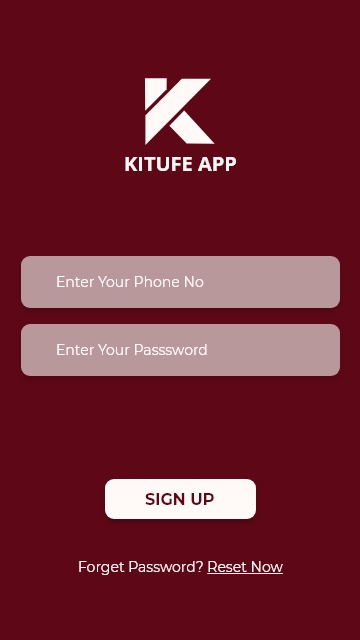 KITUFE APP
Enter Your Phone No
Enter Your Passsword
SIGN UP
Forget Password? Reset Now